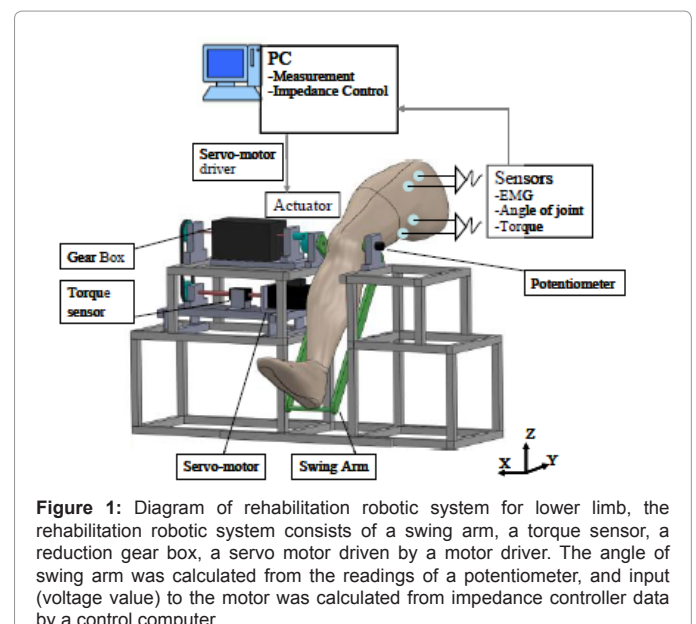 PC
-Measurement
-Impedance Control
Servo-motor
driver
Actuator
Sensors
-EMG
-Angle of joint
-Torque
Gear Box
Torque
sensor
Potentiometer
Servo-motor
Swing Arm
Z
X
Y
Figure 1: Diagram of rehabilitation robotic system for lower limb, the
rehabilitation robotic system consists of a swing arm, a torque sensor, a
reduction gear box, a servo motor driven by a motor driver. The angle of
swing arm was calculated from the readings of a potentiometer, and input
(voltage value) to the motor was calculated from impedance controller data
by a control computer